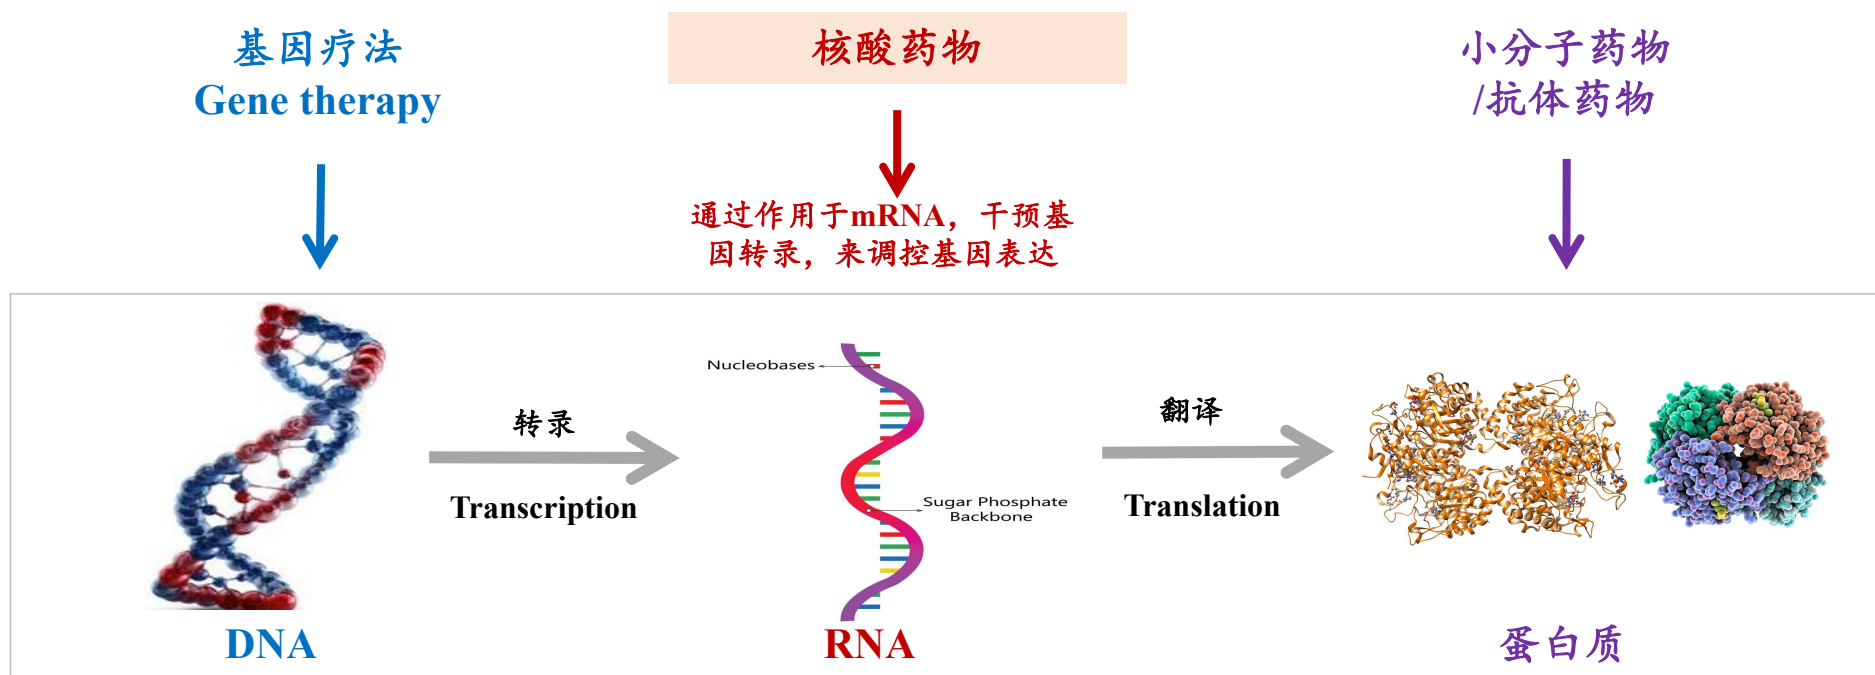 基因疗法
Gene therapy
核酸药物
小分子药物
/抗体药物
通过作用于mRNA，干预基
因转录，来调控基因表达
Nucleobases
转录
Transcription
Sugar Phosphate
Backbone
翻译
Translation
DNA
RNA
蛋白质